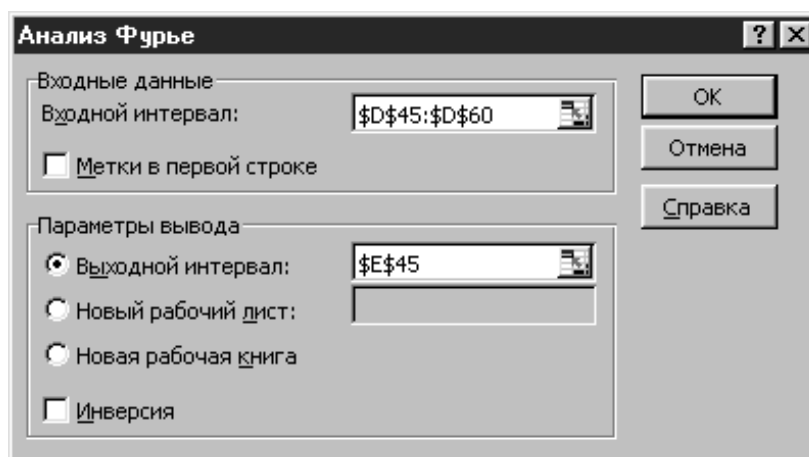 Анализ Фурье
Входные данные
Входной интервал: $D$45:$D$60
Метки в первой строке
OK
Отмена
Справка
Параметры вывода
Выходной интервал: $E$45
Новый рабочий лист:
Новая рабочая книга
Инверсия